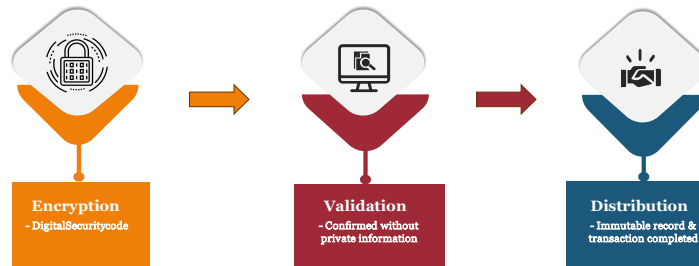 Encryption
- DigitalSecuritycode
Validation
- Confirmed without
private information
Distribution
- Immutable record &
transaction completed